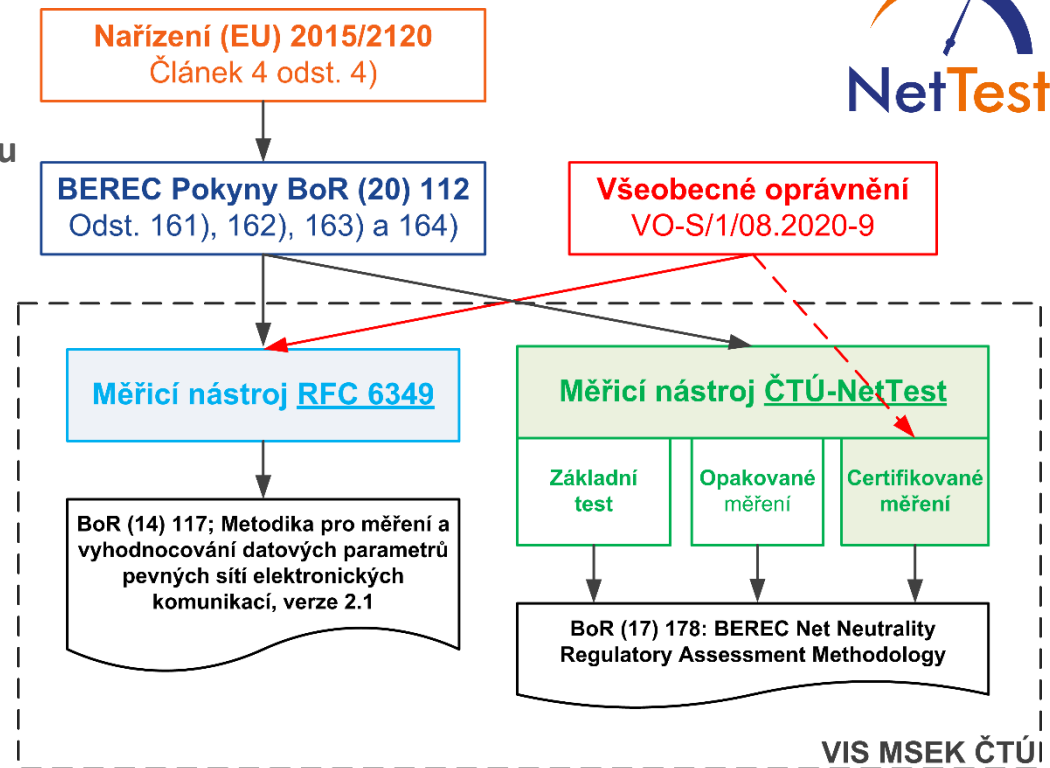 Nařízení (EU) 2015/2120
Článek 4 odst. 4)
NetTest
u
BEREC Pokyny BoR (20) 112
Odst. 161), 162), 163) a 164)
Všeobecné oprávnění
VO-S/1/08.2020-9
Měřicí nástroj RFC 6349
Měřicí nástroj ČTÚ-NetTest
Základní
test
Opakované
měření
Certifikované
měření
BoR (14) 117; Metodika pro měření a
vyhodnocování datových parametrů
pevných sítí elektronických
komunikací, verze 2.1
BoR (17) 178: BEREC Net Neutrality
Regulatory Assessment Methodology
VIS MSEK ČTÚ